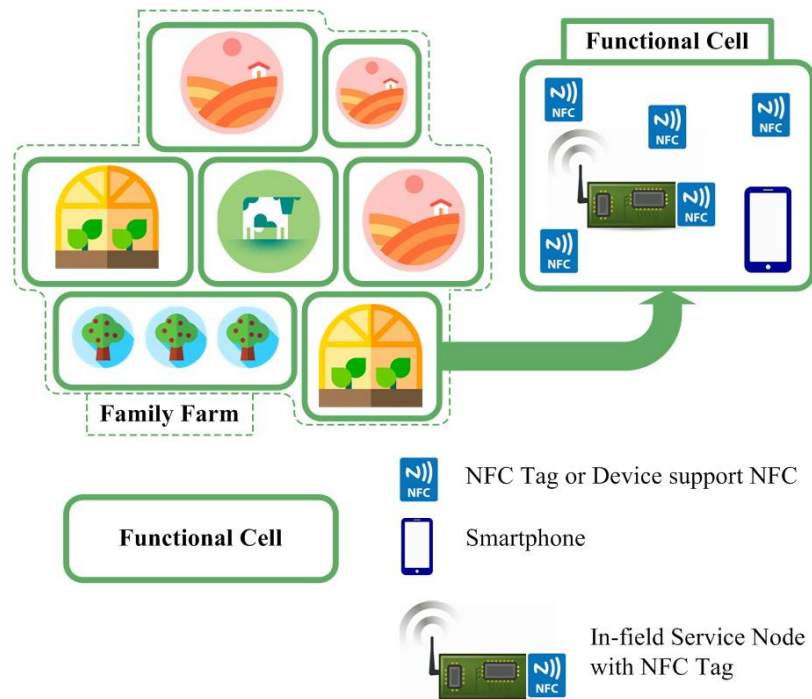 Functional Cell
NFC
NFC
NFC
NFC
NFC
Family Farm
NFC
NFC Tag or Device support NFC
Functional Cell
Smartphone
In-field Service Node
NFC
with NFC Tag